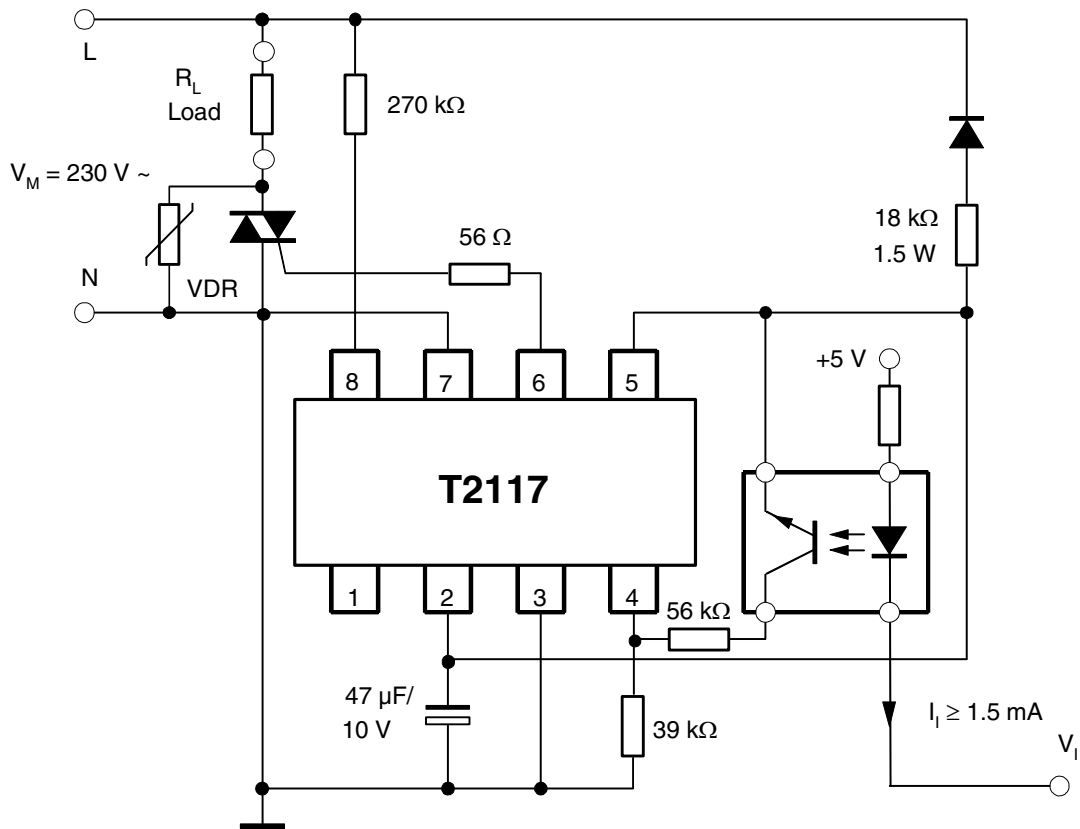 L
R_L
Load
270 kΩ
V_M = 230 V ~
18 kΩ
1.5 W
56 Ω
N
VDR
+5 V
8
7
6
5
T2117
1
2
3
4
56 kΩ
47 µF/
10 V
39 kΩ
I_I ≥ 1.5 mA
V_I